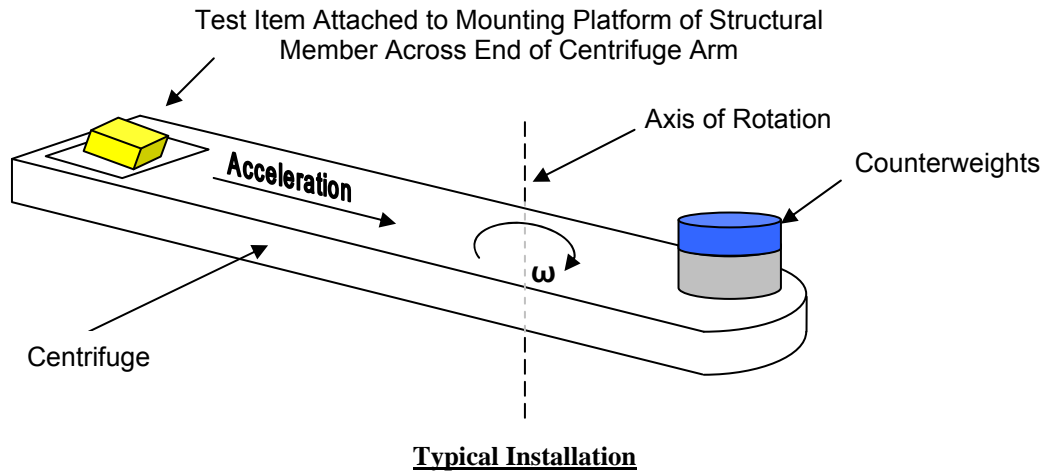 Test Item Attached to Mounting Platform of Structural
Member Across End of Centrifuge Arm
Axis of Rotation
Counterweights
Acceleration
ω
Centrifuge
Typical Installation